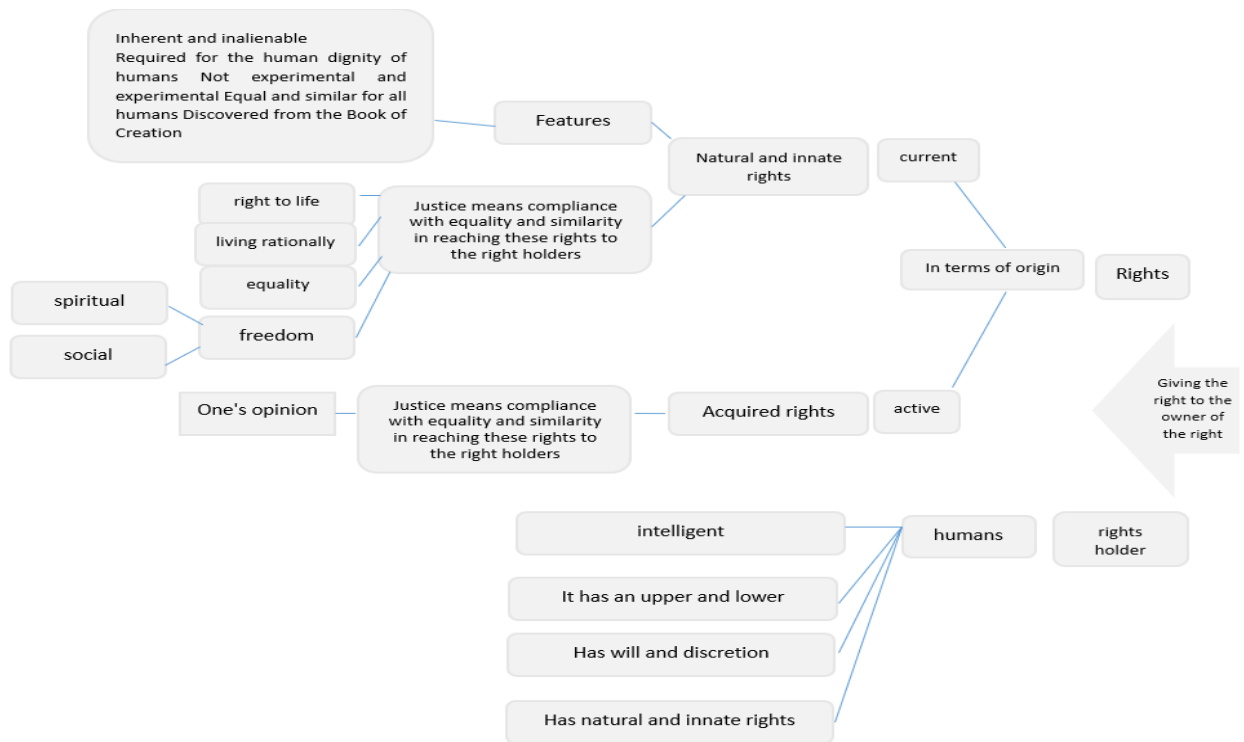 Inherent and inalienable
Required for the human dignity of
humans Not experimental and
experimental Equal and similar for all
humans Discovered from the Book of
Creation
Features
Natural and innate
rights
current
right to life
living rationally
equality
freedom
spiritual
social
Justice means compliance
with equality and similarity
in reaching these rights to
the right holders
In terms of origin
Rights
One's opinion
Justice means compliance
with equality and similarity
in reaching these rights to
the right holders
Acquired rights
active
Giving the
right to the
owner of
the right
intelligent
humans
rights
holder
It has an upper and lower
Has will and discretion
Has natural and innate rights